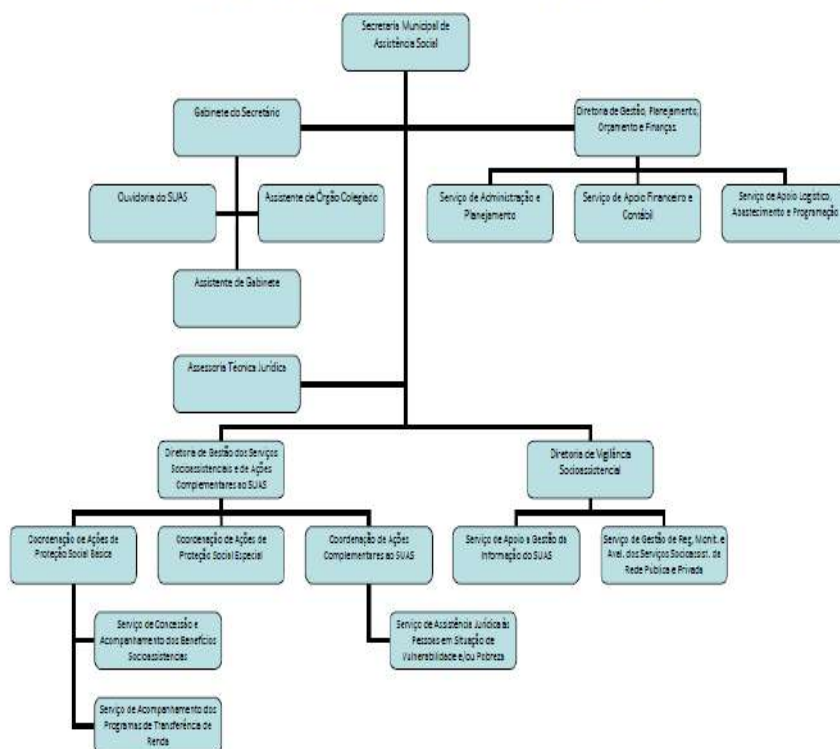 Secretaria Municipal de
Assistência Social
Gabinete do Secretário
Diretoria de Gestão, Planejamento,
Orçamento e Finanças
Ouvidoria do SUAS
Assistente de Órgão Colegiado
Serviço de Administração e
Planejamento
Serviço de Apoio Financeiro e
Contábil
Serviço de Apoio Logístico,
Abastecimento e Programação
Assistente de Gabinete
Assessoria Técnica Jurídica
Diretoria de Gestão dos Serviços
Socioassistenciais e de Ações
Complementares ao SUAS
Diretoria de Vigilância
Socioassistencial
Coordenação de Ações de
Proteção Social Básica
Coordenação de Ações de
Proteção Social Especial
Coordenação de Ações
Complementares ao SUAS
Serviço de Apoio a Gestão da
Informação do SUAS
Serviço de Gestão de Reg. Monit. e
Aval. dos Serviços Socioassist. da
Rede Publica e Privada
Serviço de Concessão e
Acompanhamento dos Benefícios
Socioassistencias
Serviço de Assistência Jurídica às
Pessoas em Situação de
Vulnerabilidade e/ou Pobreza
Serviço de Acompanhamento dos
Programas de Transferência de
Renda